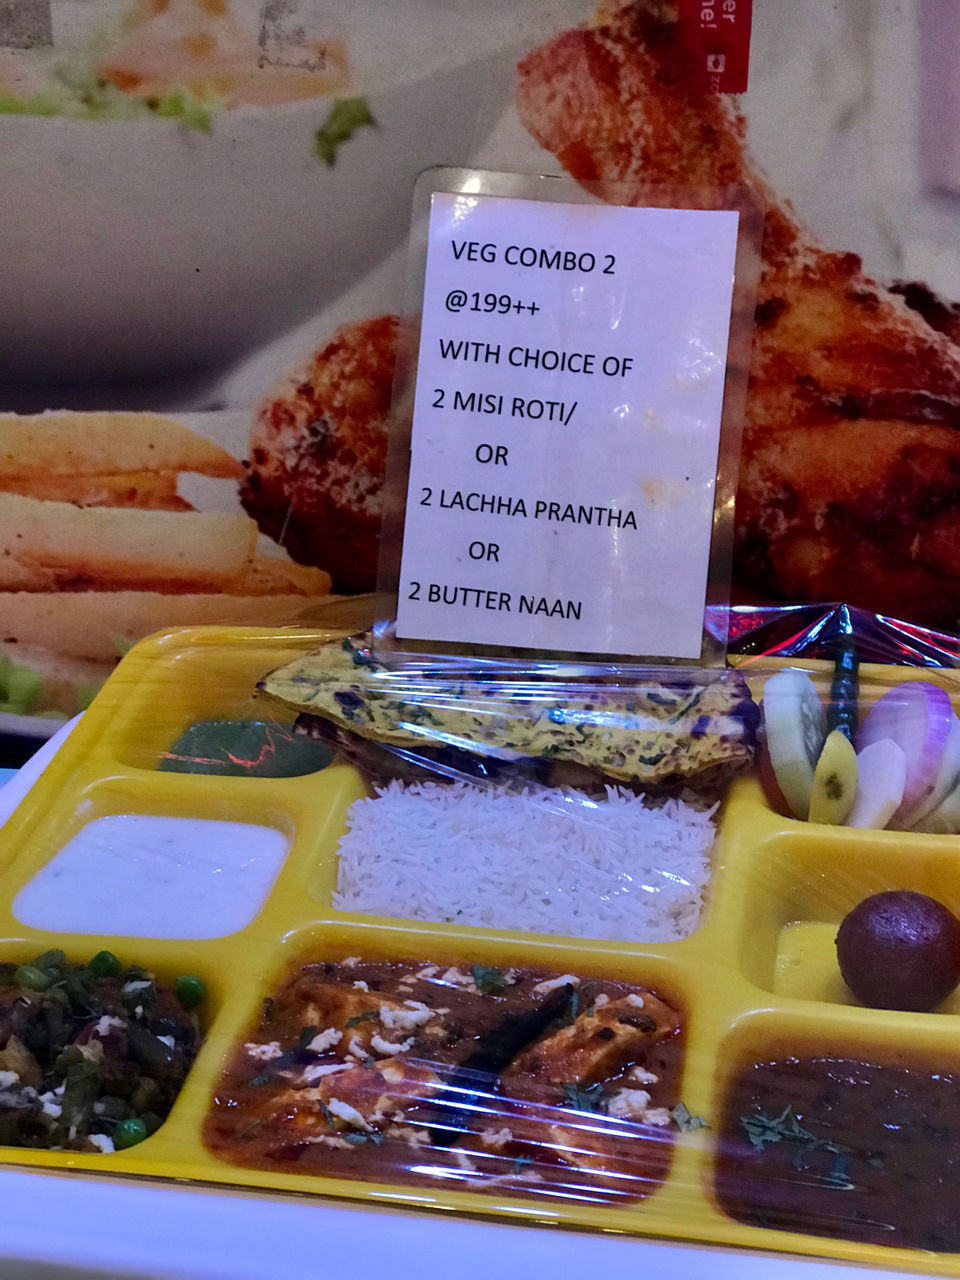 VEG COMBO 2
@199++
WITH CHOICE OF
2 MISI ROTI/
OR
2 LACHHA PRANTHA
OR
2 BUTTER NAAN